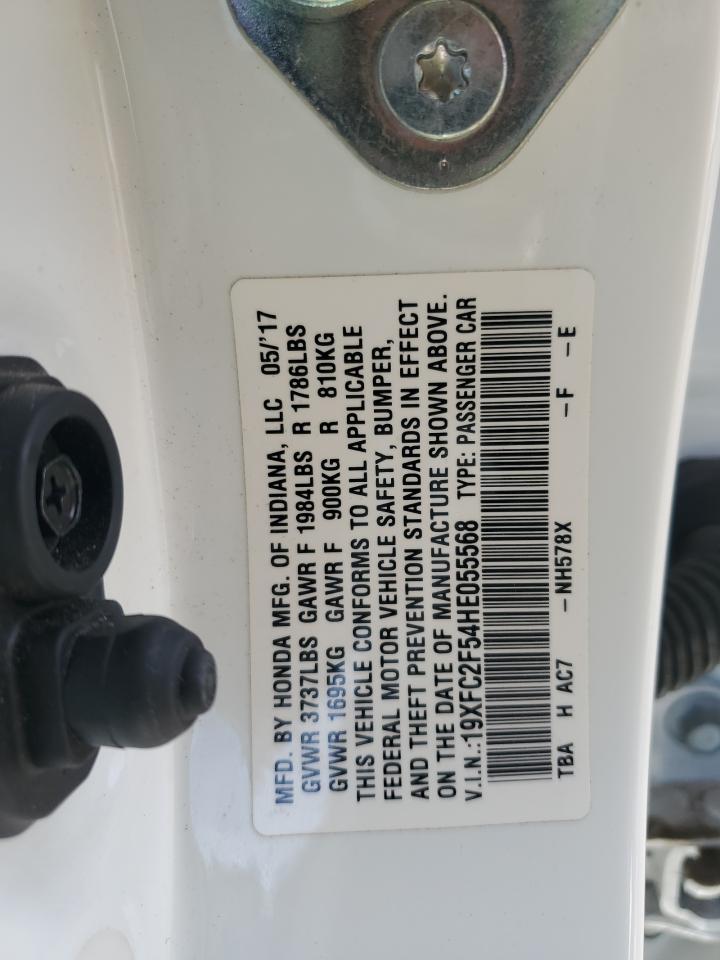 MFD. BY HONDA MFG. OF INDIANA, LLC 05/'17
GVWR 3737LBS GAWR F 1984LBS R 1786LBS
GVWR 1695KG GAWR F 900KG R 810KG
THIS VEHICLE CONFORMS TO ALL APPLICABLE
FEDERAL MOTOR VEHICLE SAFETY, BUMPER,
AND THEFT PREVENTION STANDARDS IN EFFECT
ON THE DATE OF MANUFACTURE SHOWN ABOVE.
V.I.N.:19XFC2F54HE055568 TYPE: PASSENGER CAR
TBA H AC7 –NH578X –F –E